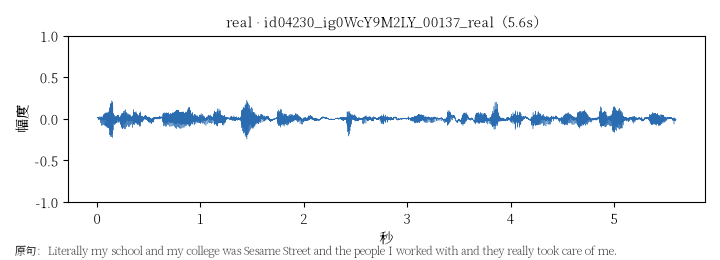 real · id04230_ig0WcY9M2LY_00137_real（5.6s）
1.0
0.5
0.0
-0.5
-1.0
幅度
0 1 2 3 4 5
秒
原句：Literally my school and my college was Sesame Street and the people I worked with and they really took care of me.